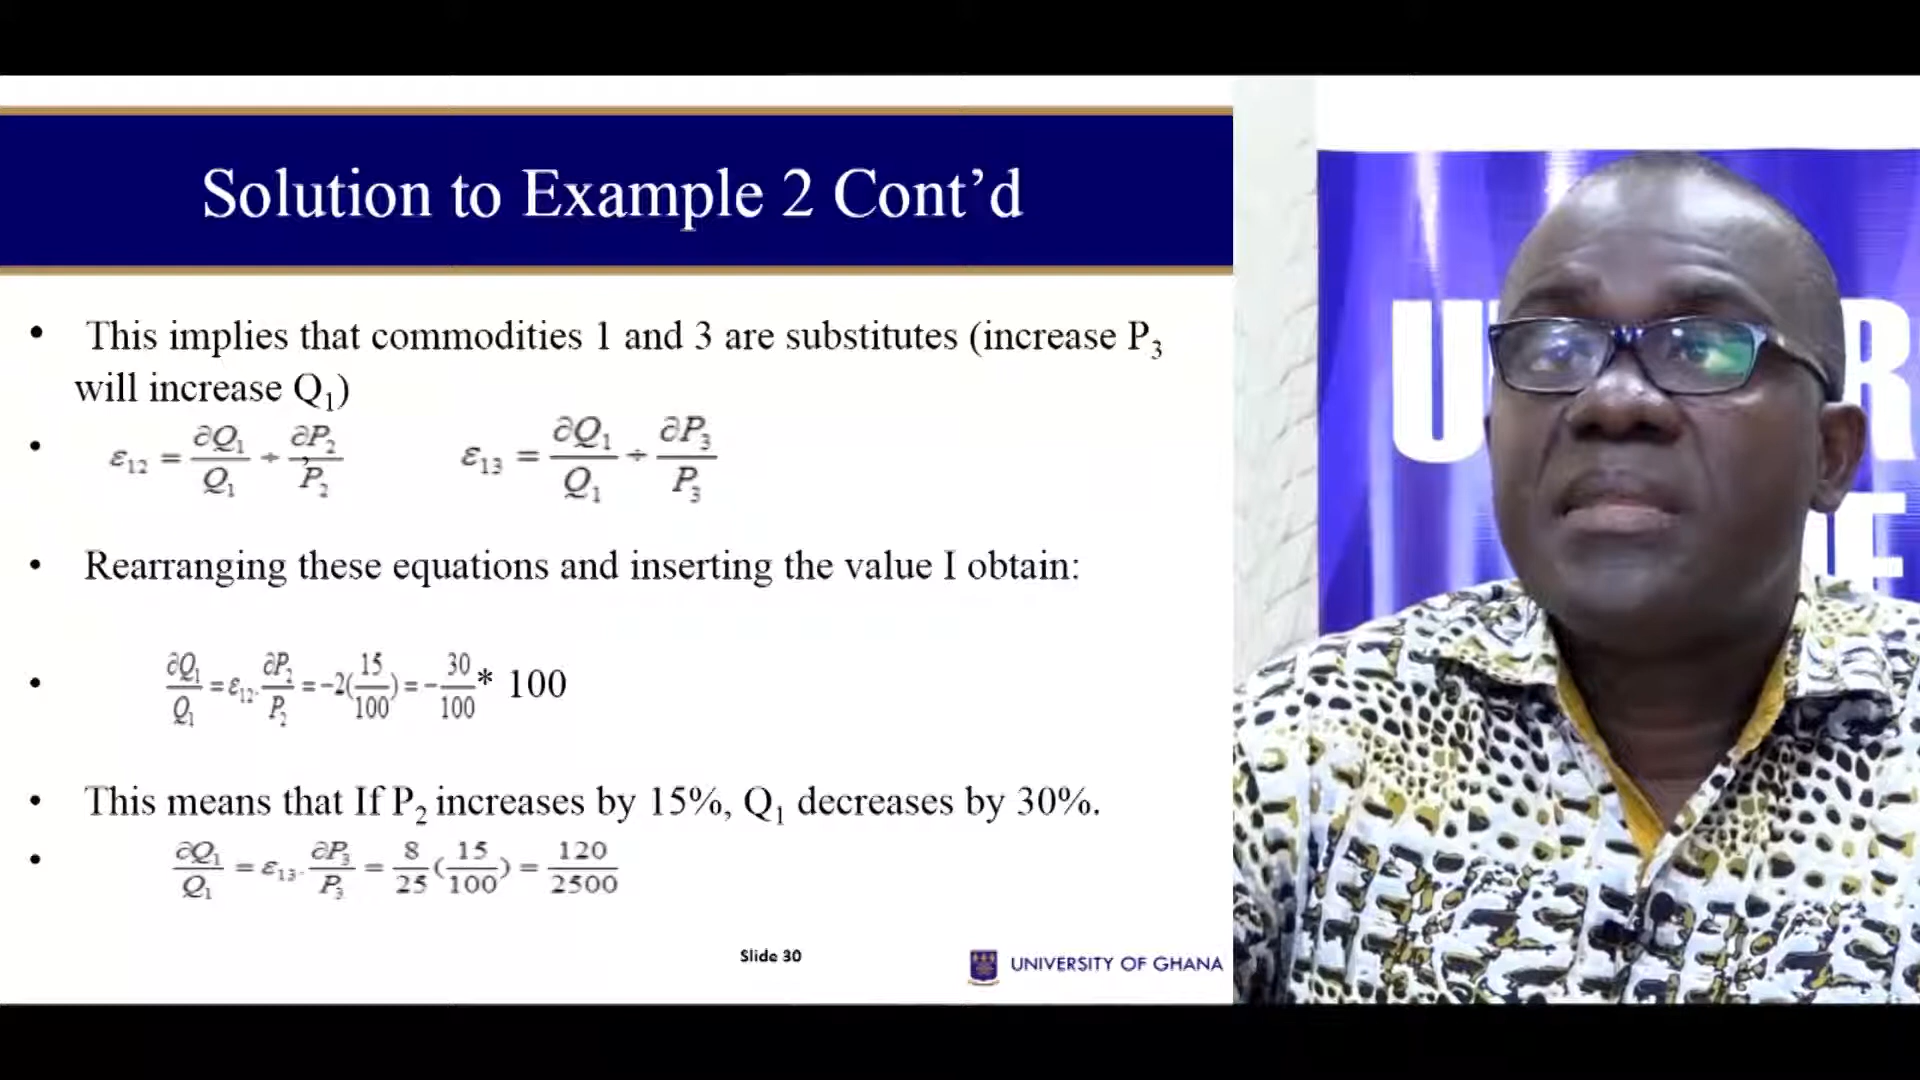 Solution to Example 2 Cont’d
• This implies that commodities 1 and 3 are substitutes (increase P₃
will increase Q₁)
• ε₁₂ = ∂Q₁/Q₁ ÷ ∂P₂/P₂ ε₁₃ = ∂Q₁/Q₁ ÷ ∂P₃/P₃
• Rearranging these equations and inserting the value I obtain:
• ∂Q₁/Q₁ = ε₁₂. ∂P₂/P₂ = -2(15/100) = -30/100 * 100
• This means that If P₂ increases by 15%, Q₁ decreases by 30%.
• ∂Q₁/Q₁ = ε₁₃. ∂P₃/P₃ = 8/25 (15/100) = 120/2500
Slide 30
UNIVERSITY OF GHANA
U
R